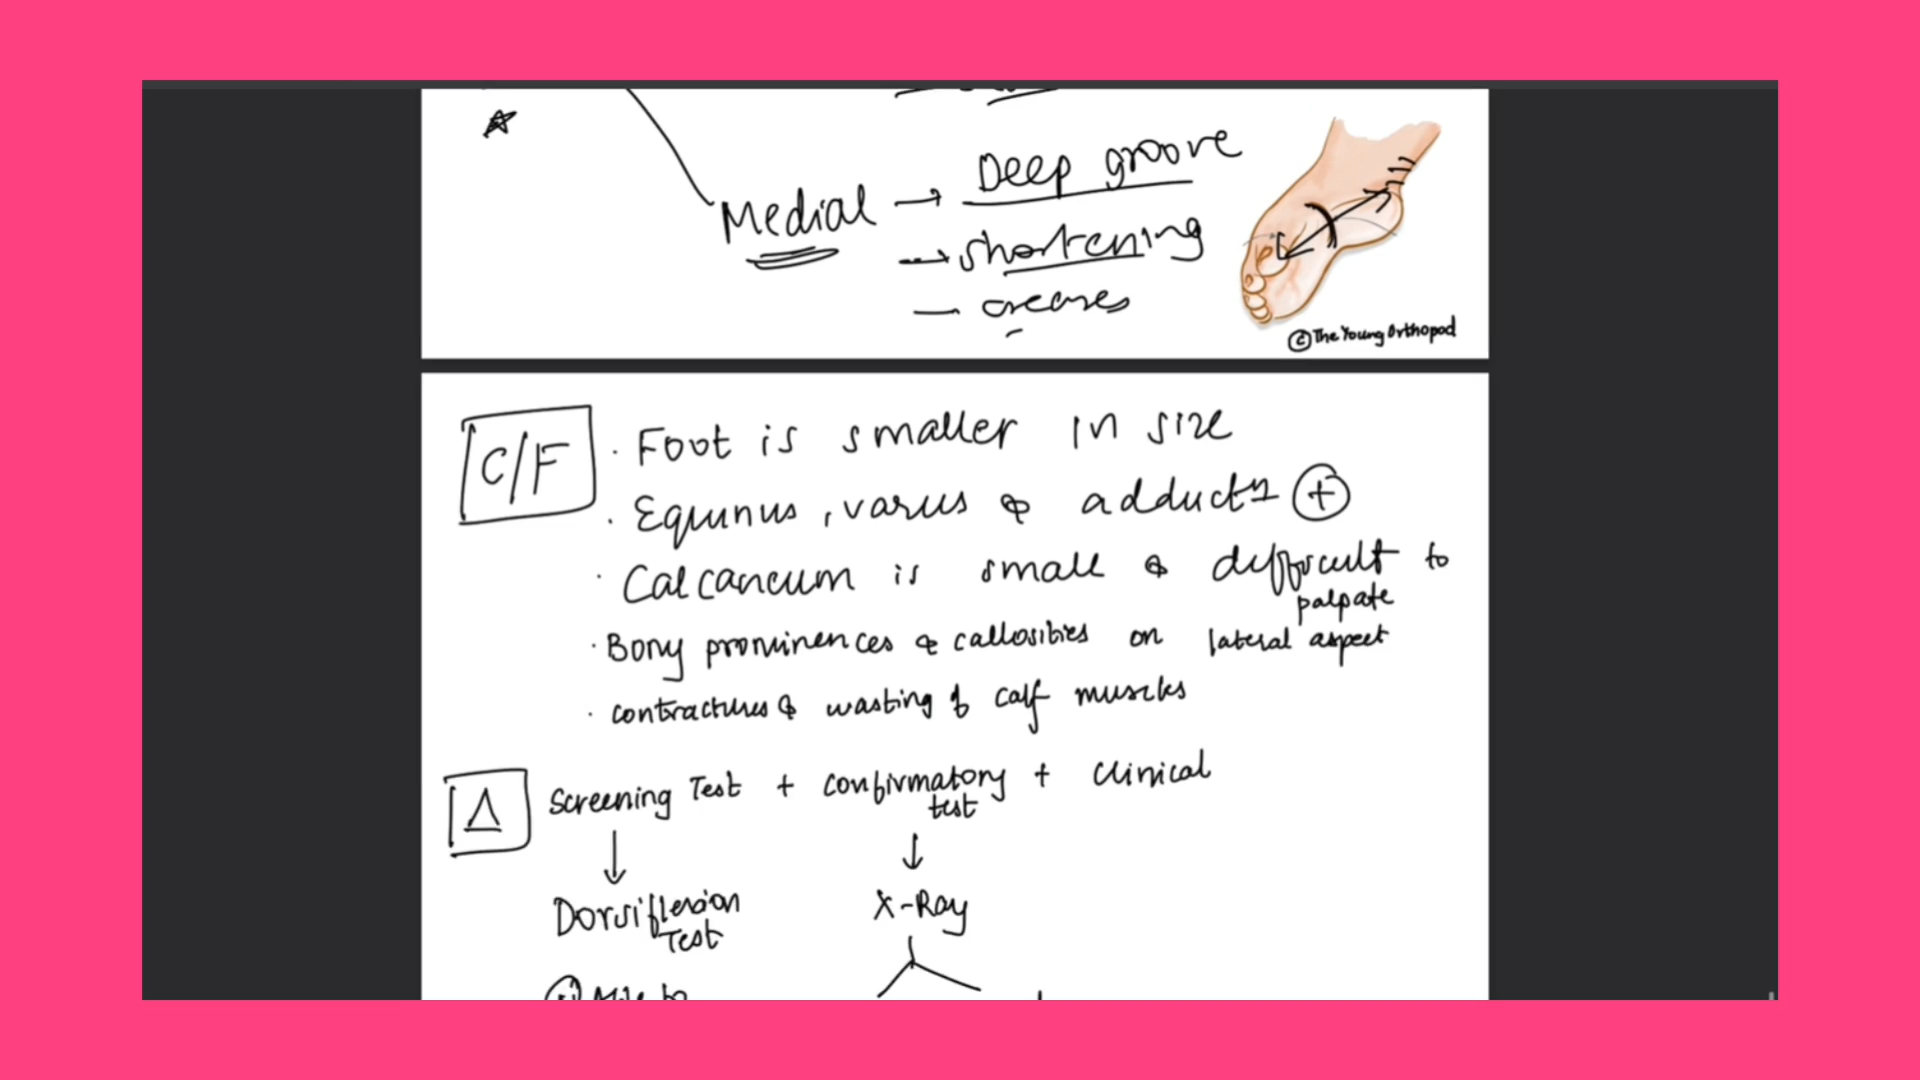 Medial → Deep groove
→ shortening
— creases
© The Young Orthopod
C/F
· Foot is smaller in size
· Equinus, varus & adductn (+)
· Calcaneum is small & difficult to
palpate
· Bony prominences & callosities on lateral aspect
· contractures & wasting of calf muscles
Δ Screening Test + confirmatory + clinical
test
↓ ↓
Dorsiflexion X-Ray
Test